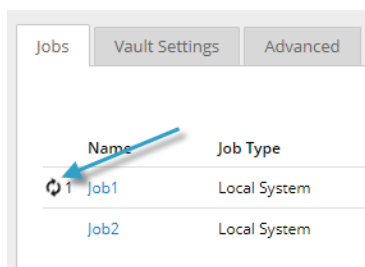 Jobs Vault Settings Advanced
Name Job Type
1 Job1 Local System
Job2 Local System